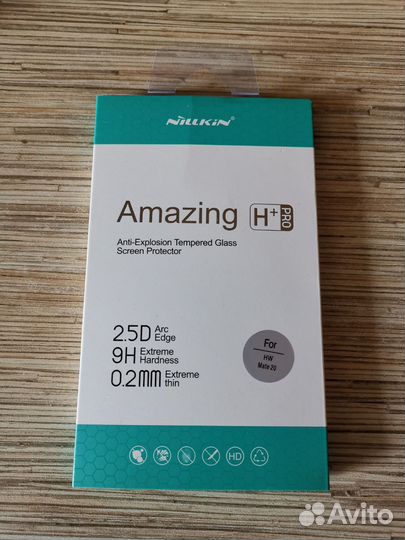 NiLLKiN®
Amazing H+ PRO
Anti-Explosion Tempered Glass
Screen Protector
2.5D Arc Edge
9H Extreme Hardness
0.2mm Extreme thin
For
HW
Mate 20
HD
Avito